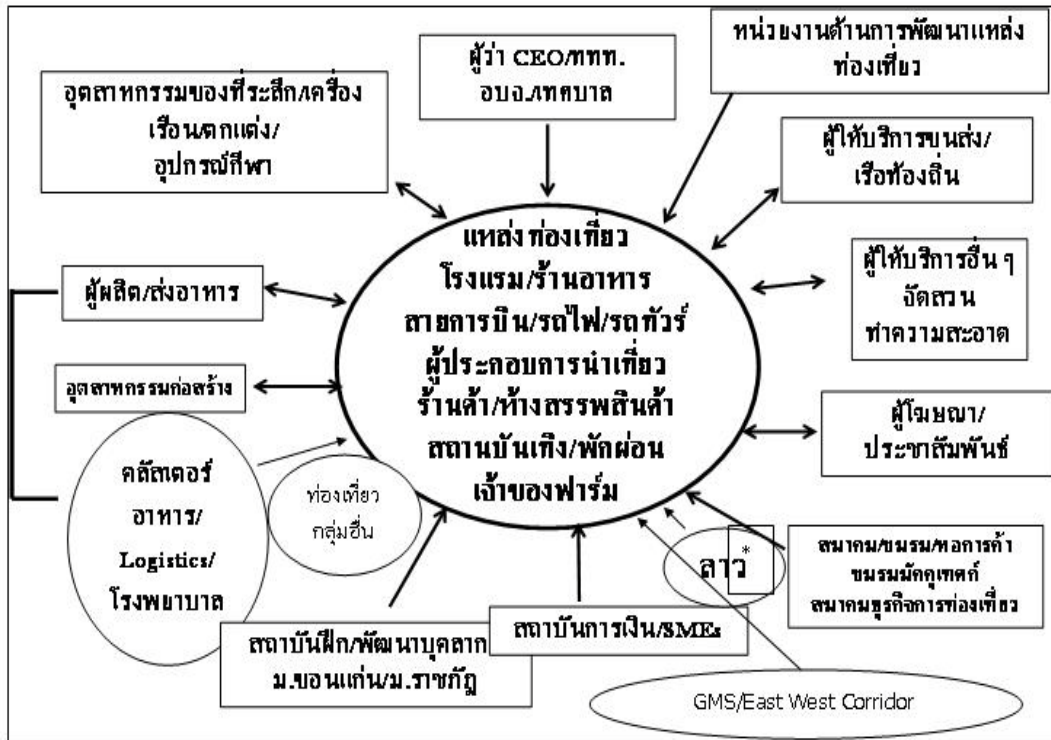 ผู้ว่า CEO/ททท.
อบจ./เทศบาล
หน่วยงานด้านการพัฒนาแหล่ง
ท่องเที่ยว
อุตสาหกรรมของที่ระลึก/เครื่อง
เรือน/ตกแต่ง/
อุปกรณ์กีฬา
ผู้ให้บริการขนส่ง/
เรือท้องถิ่น
แหล่งท่องเที่ยว
โรงแรม/ร้านอาหาร
สายการบิน/รถไฟ/รถทัวร์
ผู้ประกอบการนำเที่ยว
ร้านค้า/ห้างสรรพสินค้า
สถานบันเทิง/พักผ่อน
เจ้าของฟาร์ม
ผู้ผลิต/ส่งอาหาร
ผู้ให้บริการอื่น ๆ
จัดสวน
ทำความสะอาด
อุตสาหกรรมก่อสร้าง
ผู้โฆษณา/
ประชาสัมพันธ์
คลัสเตอร์
อาหาร/
Logistics/
โรงพยาบาล
ท่องเที่ยว
กลุ่มอื่น
ลาว*
สมาคม/ชมรม/หอการค้า
ชมรมมัคคุเทศก์
สมาคมธุรกิจการท่องเที่ยว
สถาบันฝึก/พัฒนาบุคลาก
ม.ขอนแก่น/ม.ราชภัฏ
สถาบันการเงิน/SMEs
GMS/East West Corridor